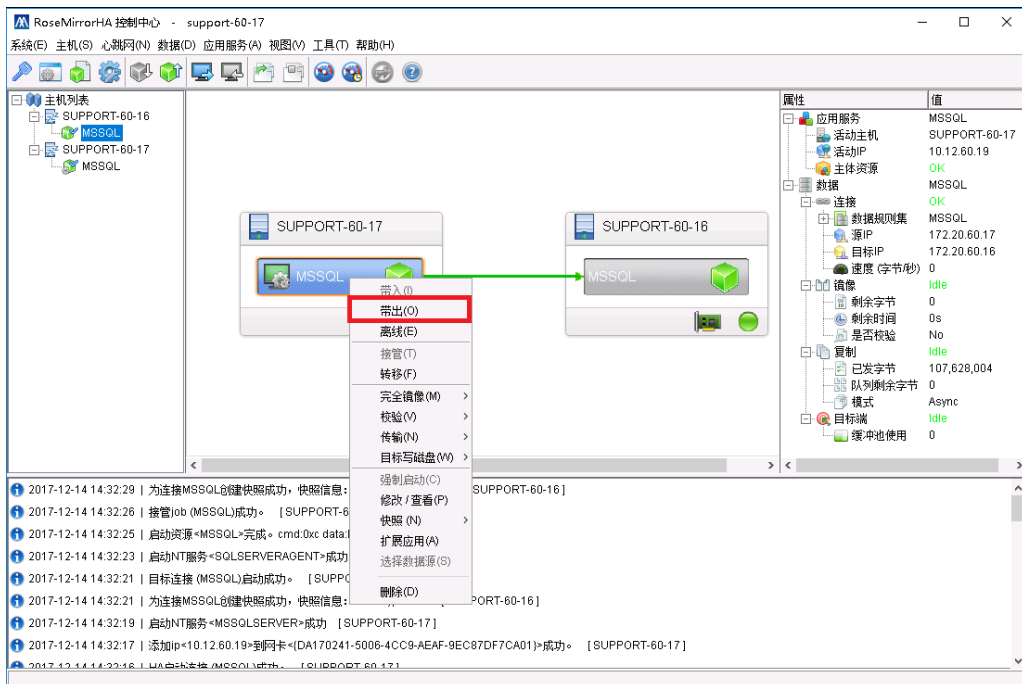 RoseMirrorHA 控制中心 - support-60-17
系统(E) 主机(S) 心跳网(N) 数据(D) 应用服务(A) 视图(V) 工具(T) 帮助(H)
主机列表
SUPPORT-60-16
MSSQL
SUPPORT-60-17
MSSQL
SUPPORT-60-17
MSSQL
SUPPORT-60-16
MSSQL
带入(I)
带出(O)
离线(E)
接管(T)
转移(F)
完全镜像(M)
校验(V)
传输(N)
目标写磁盘(W)
强制启动(C)
修改 / 查看(P)
快照 (N)
扩展应用(A)
选择数据源(S)
删除(D)
属性 值
应用服务 MSSQL
活动主机 SUPPORT-60-17
活动IP 10.12.60.19
主体资源 OK
数据 MSSQL
连接 OK
数据规则集 MSSQL
源IP 172.20.60.17
目标IP 172.20.60.16
速度 (字节/秒) 0
镜像 Idle
剩余字节 0
剩余时间 0s
是否校验 No
复制 Idle
已发字节 107,628,004
队列剩余字节 0
模式 Async
目标端 Idle
缓冲池使用 0
2017-12-14 14:32:29 | 为连接MSSQL创建快照成功，快照信息： SUPPORT-60-16]
2017-12-14 14:32:26 | 接管job (MSSQL)成功。 [SUPPORT-6
2017-12-14 14:32:25 | 启动资源<MSSQL>完成。cmd:0xc data:
2017-12-14 14:32:23 | 启动NT服务<SQLSERVERAGENT>成功
2017-12-14 14:32:21 | 目标连接 (MSSQL)启动成功。 [SUPPO
2017-12-14 14:32:21 | 为连接MSSQL创建快照成功，快照信息： PORT-60-16]
2017-12-14 14:32:19 | 启动NT服务<MSSQLSERVER>成功 [SUPPORT-60-17]
2017-12-14 14:32:17 | 添加ip<10.12.60.19>到网卡<{DA170241-5006-4CC9-AEAF-9EC87DF7CA01}>成功。 [SUPPORT-60-17]
2017-12-14 14:32:16 | HA启动连接 (MSSQL)成功。 [SUPPORT-60-17]